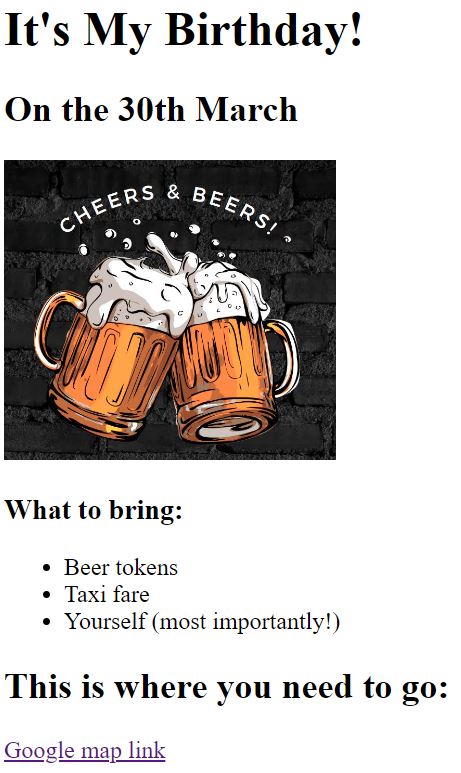 It's My Birthday!
On the 30th March
CHEERS & BEERS!
What to bring:
Beer tokens
Taxi fare
Yourself (most importantly!)
This is where you need to go:
Google map link